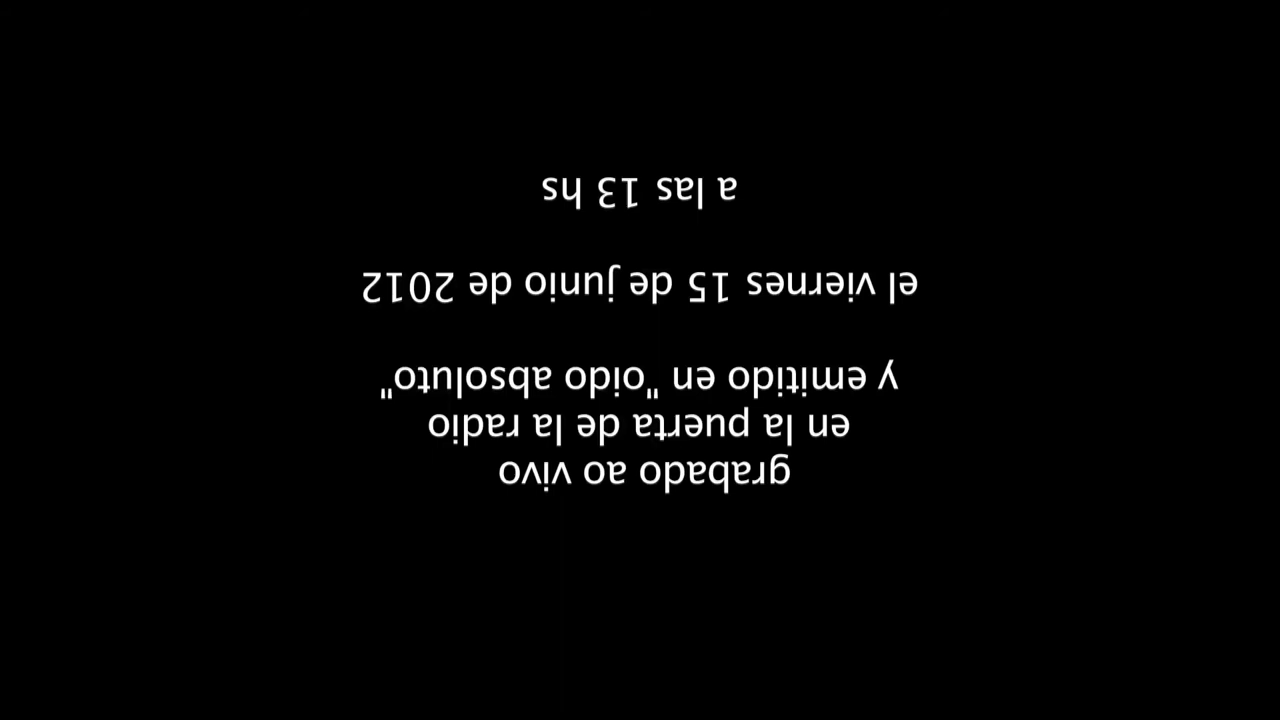 grabado ao vivo
en la puerta de la radio
y emitido en "oido absoluto"
el viernes 15 de junio de 2012
a las 13 hs